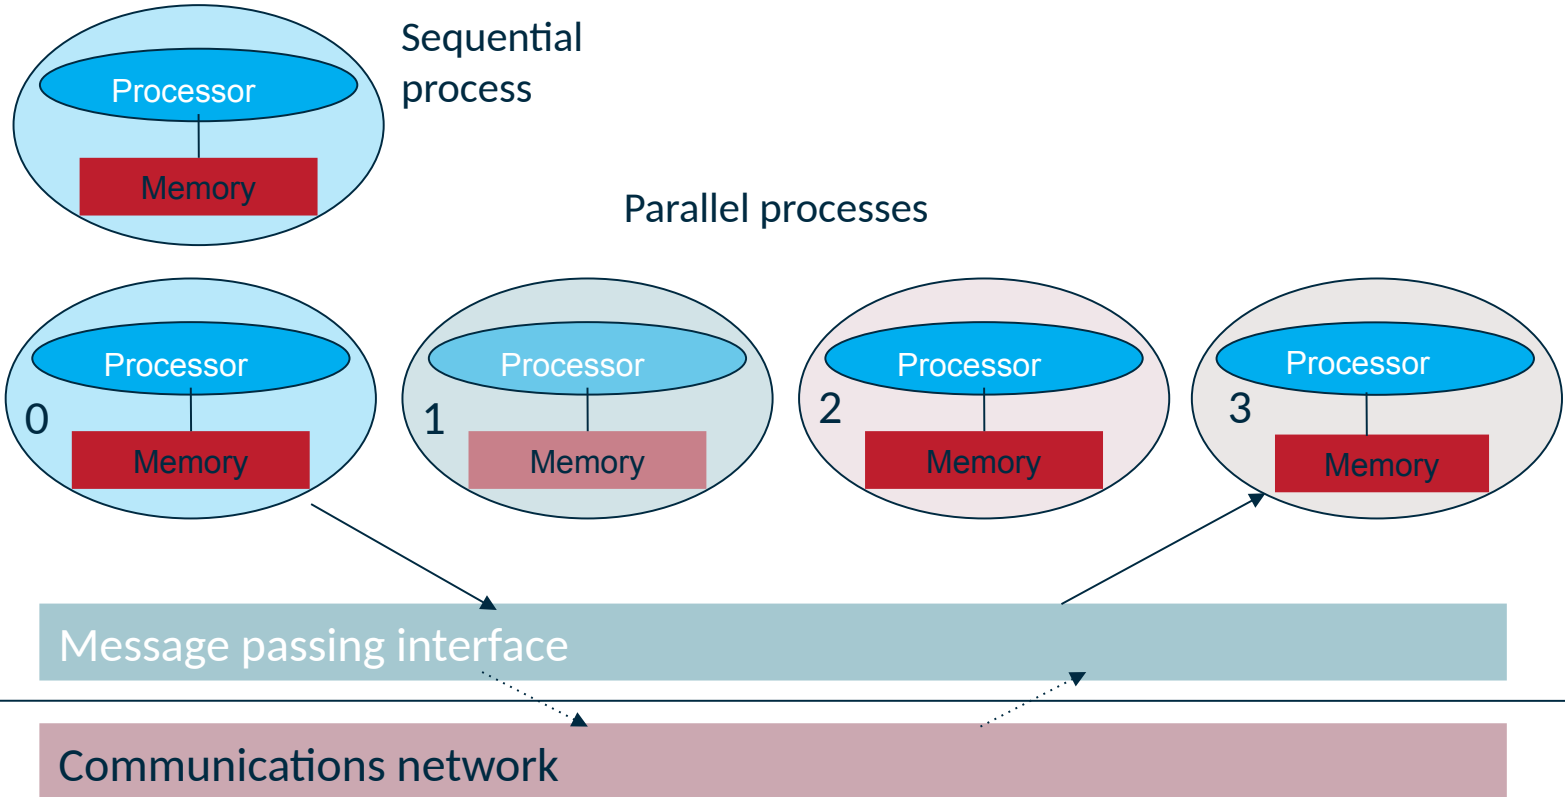 Sequential
process
Processor
Memory
Parallel processes
Processor
0
Memory
Processor
1
Memory
Processor
2
Memory
Processor
3
Memory
Message passing interface
Communications network